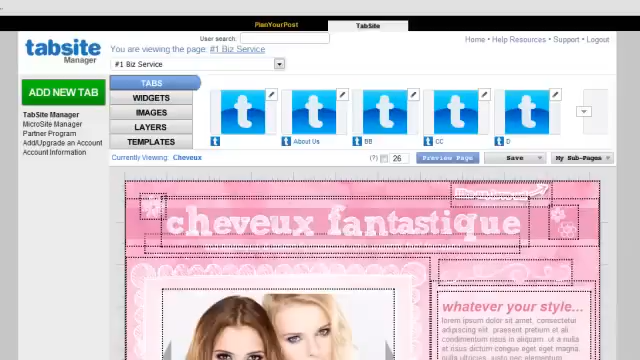 PlanYourPost TabSite
User search:
Home • Help Resources • Support • Logout
tabsite
Manager
You are viewing the page: #1 Biz Service
#1 Biz Service
ADD NEW TAB
TABS
WIDGETS
IMAGES
LAYERS
TEMPLATES
TabSite Manager
MicroSite Manager
Partner Program
Add/Upgrade an Account
Account Information
t t t t t
t t About Us t BB t CC t D
Currently Viewing: Cheveux
(?) 26 Preview Page Save My Sub-Pages
cheveux fantastique
whatever your style...
lorem ipsum dolor sit amet, consectetur
adipiscing elit. praesent pretium et
condimentum risus in aliquam. ut a nulla